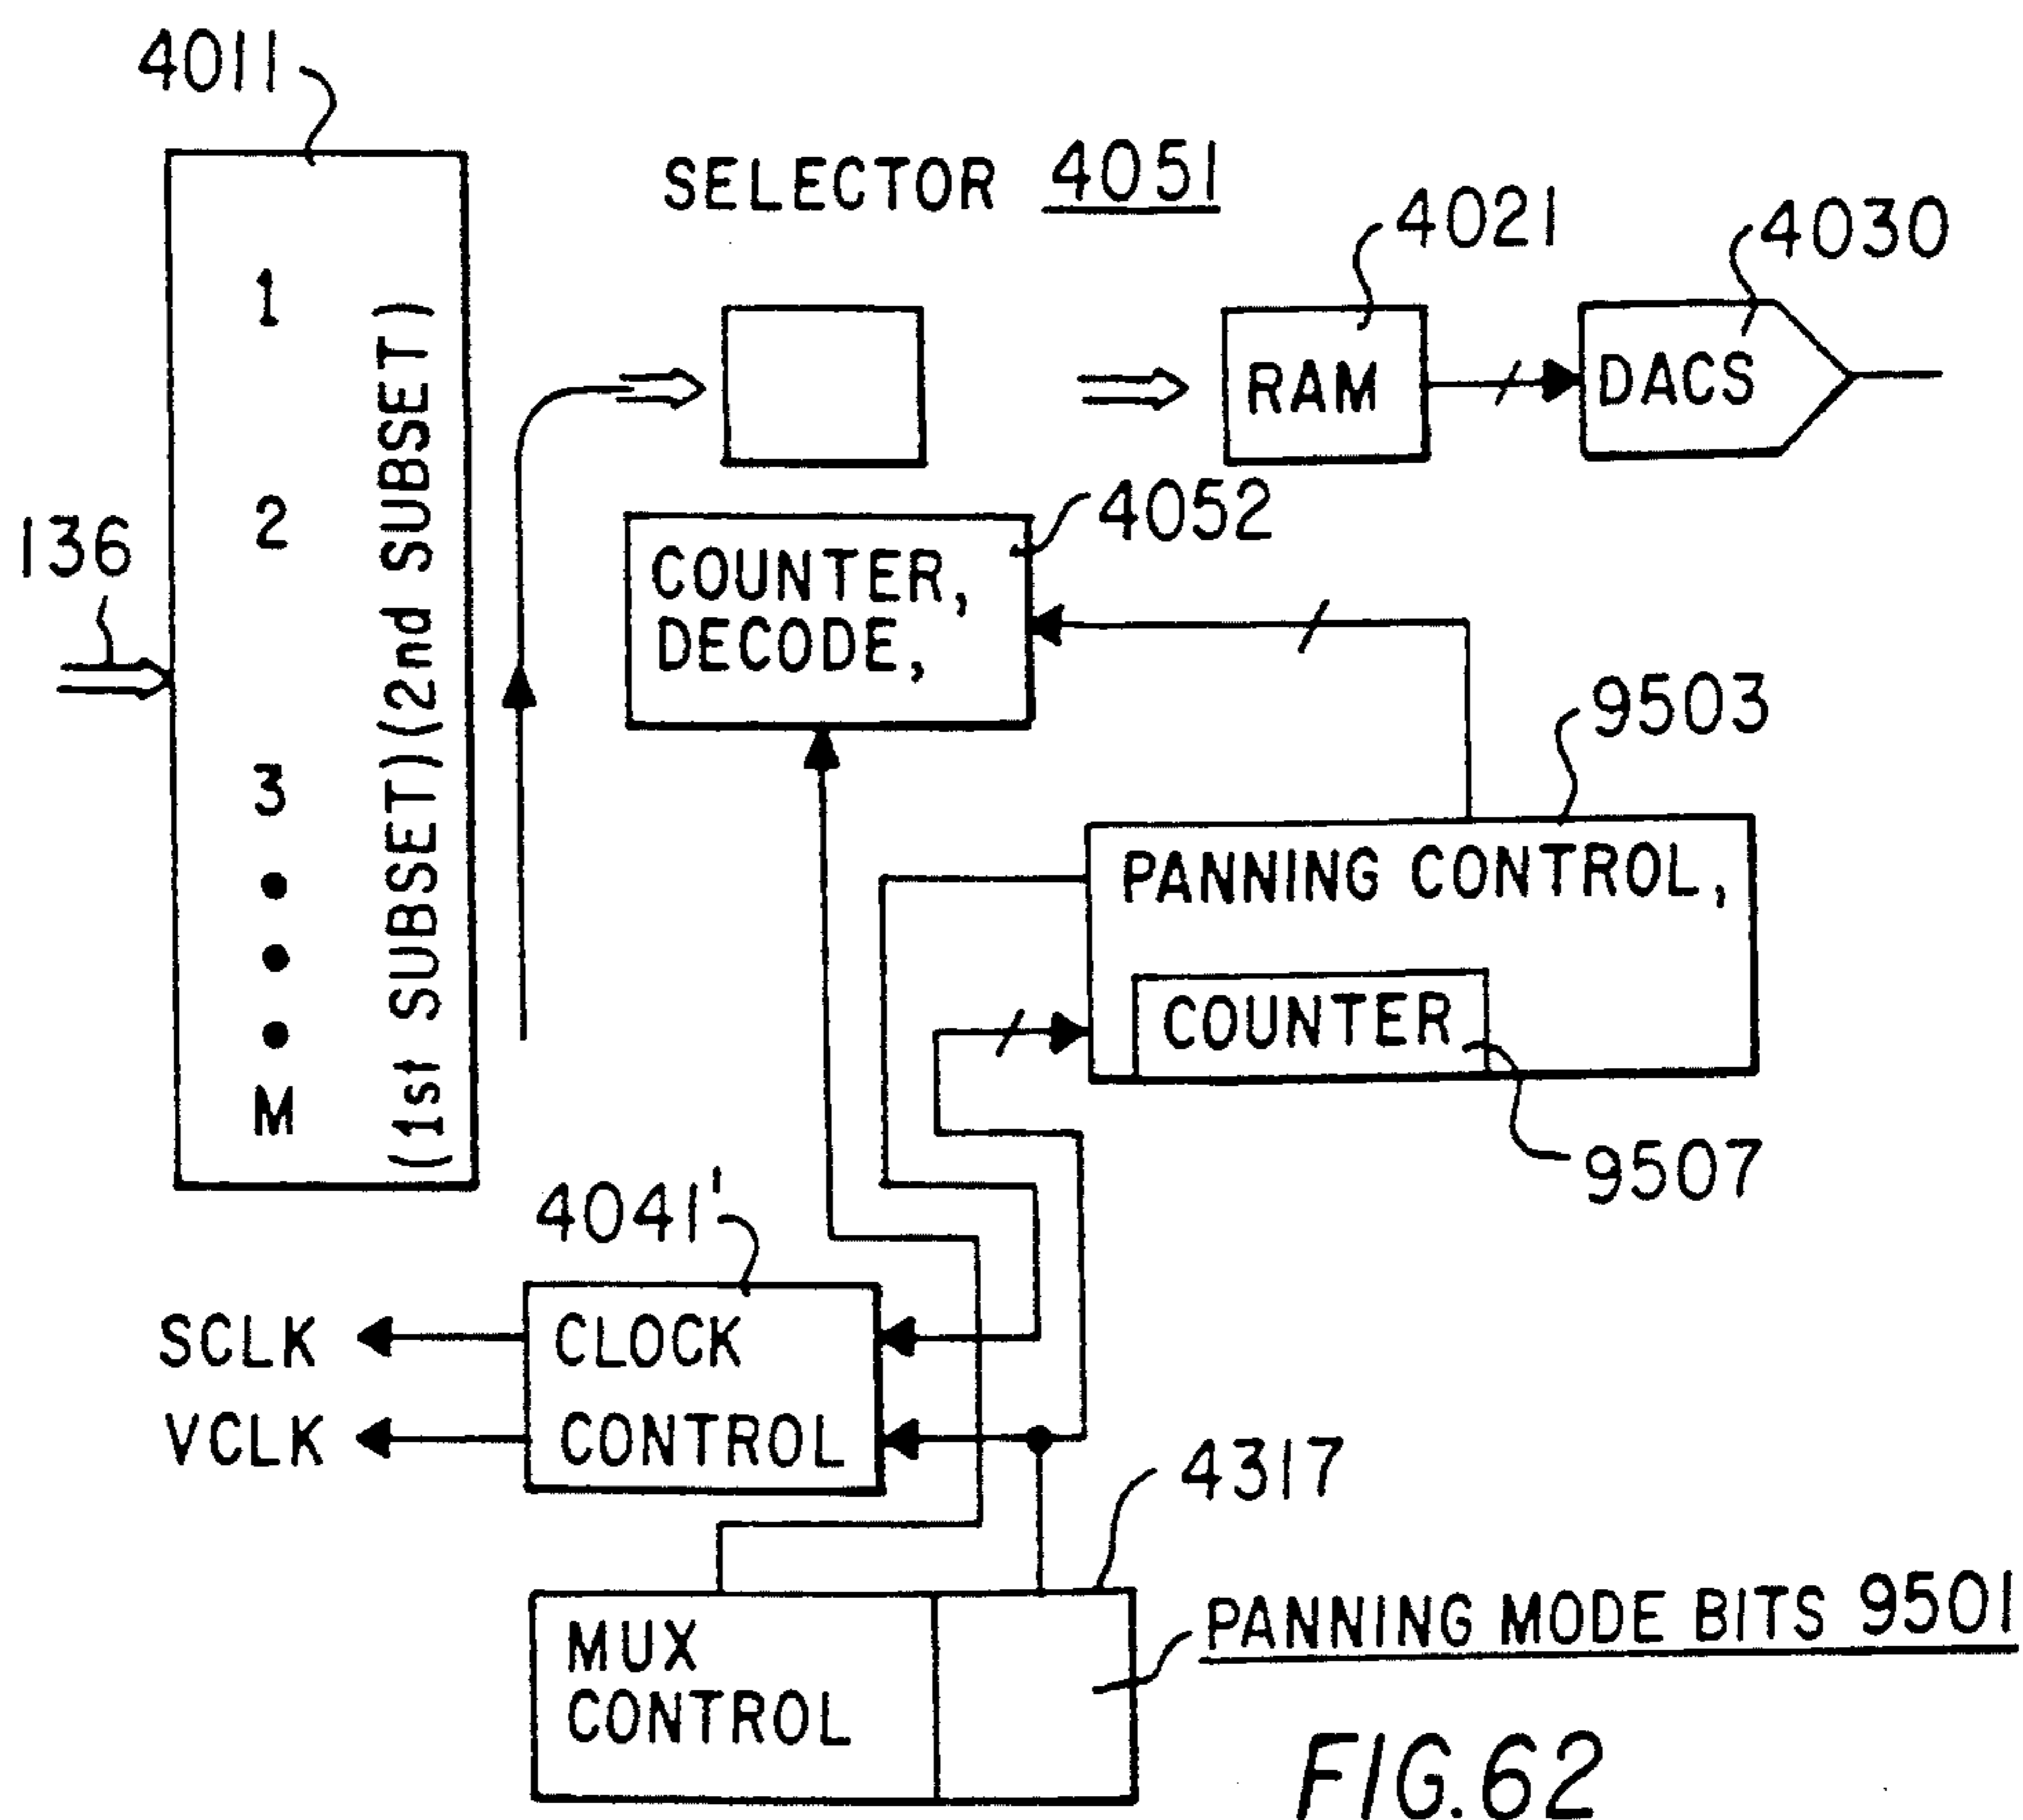 4011
SELECTOR 4051
4021
4030
1
2
3
M
(1st SUBSET)(2nd SUBSET)
136
RAM
DACS
4052
COUNTER,
DECODE,
9503
PANNING CONTROL,
COUNTER
9507
4041'
SCLK
VCLK
CLOCK
CONTROL
4317
MUX
CONTROL
PANNING MODE BITS 9501
FIG.62